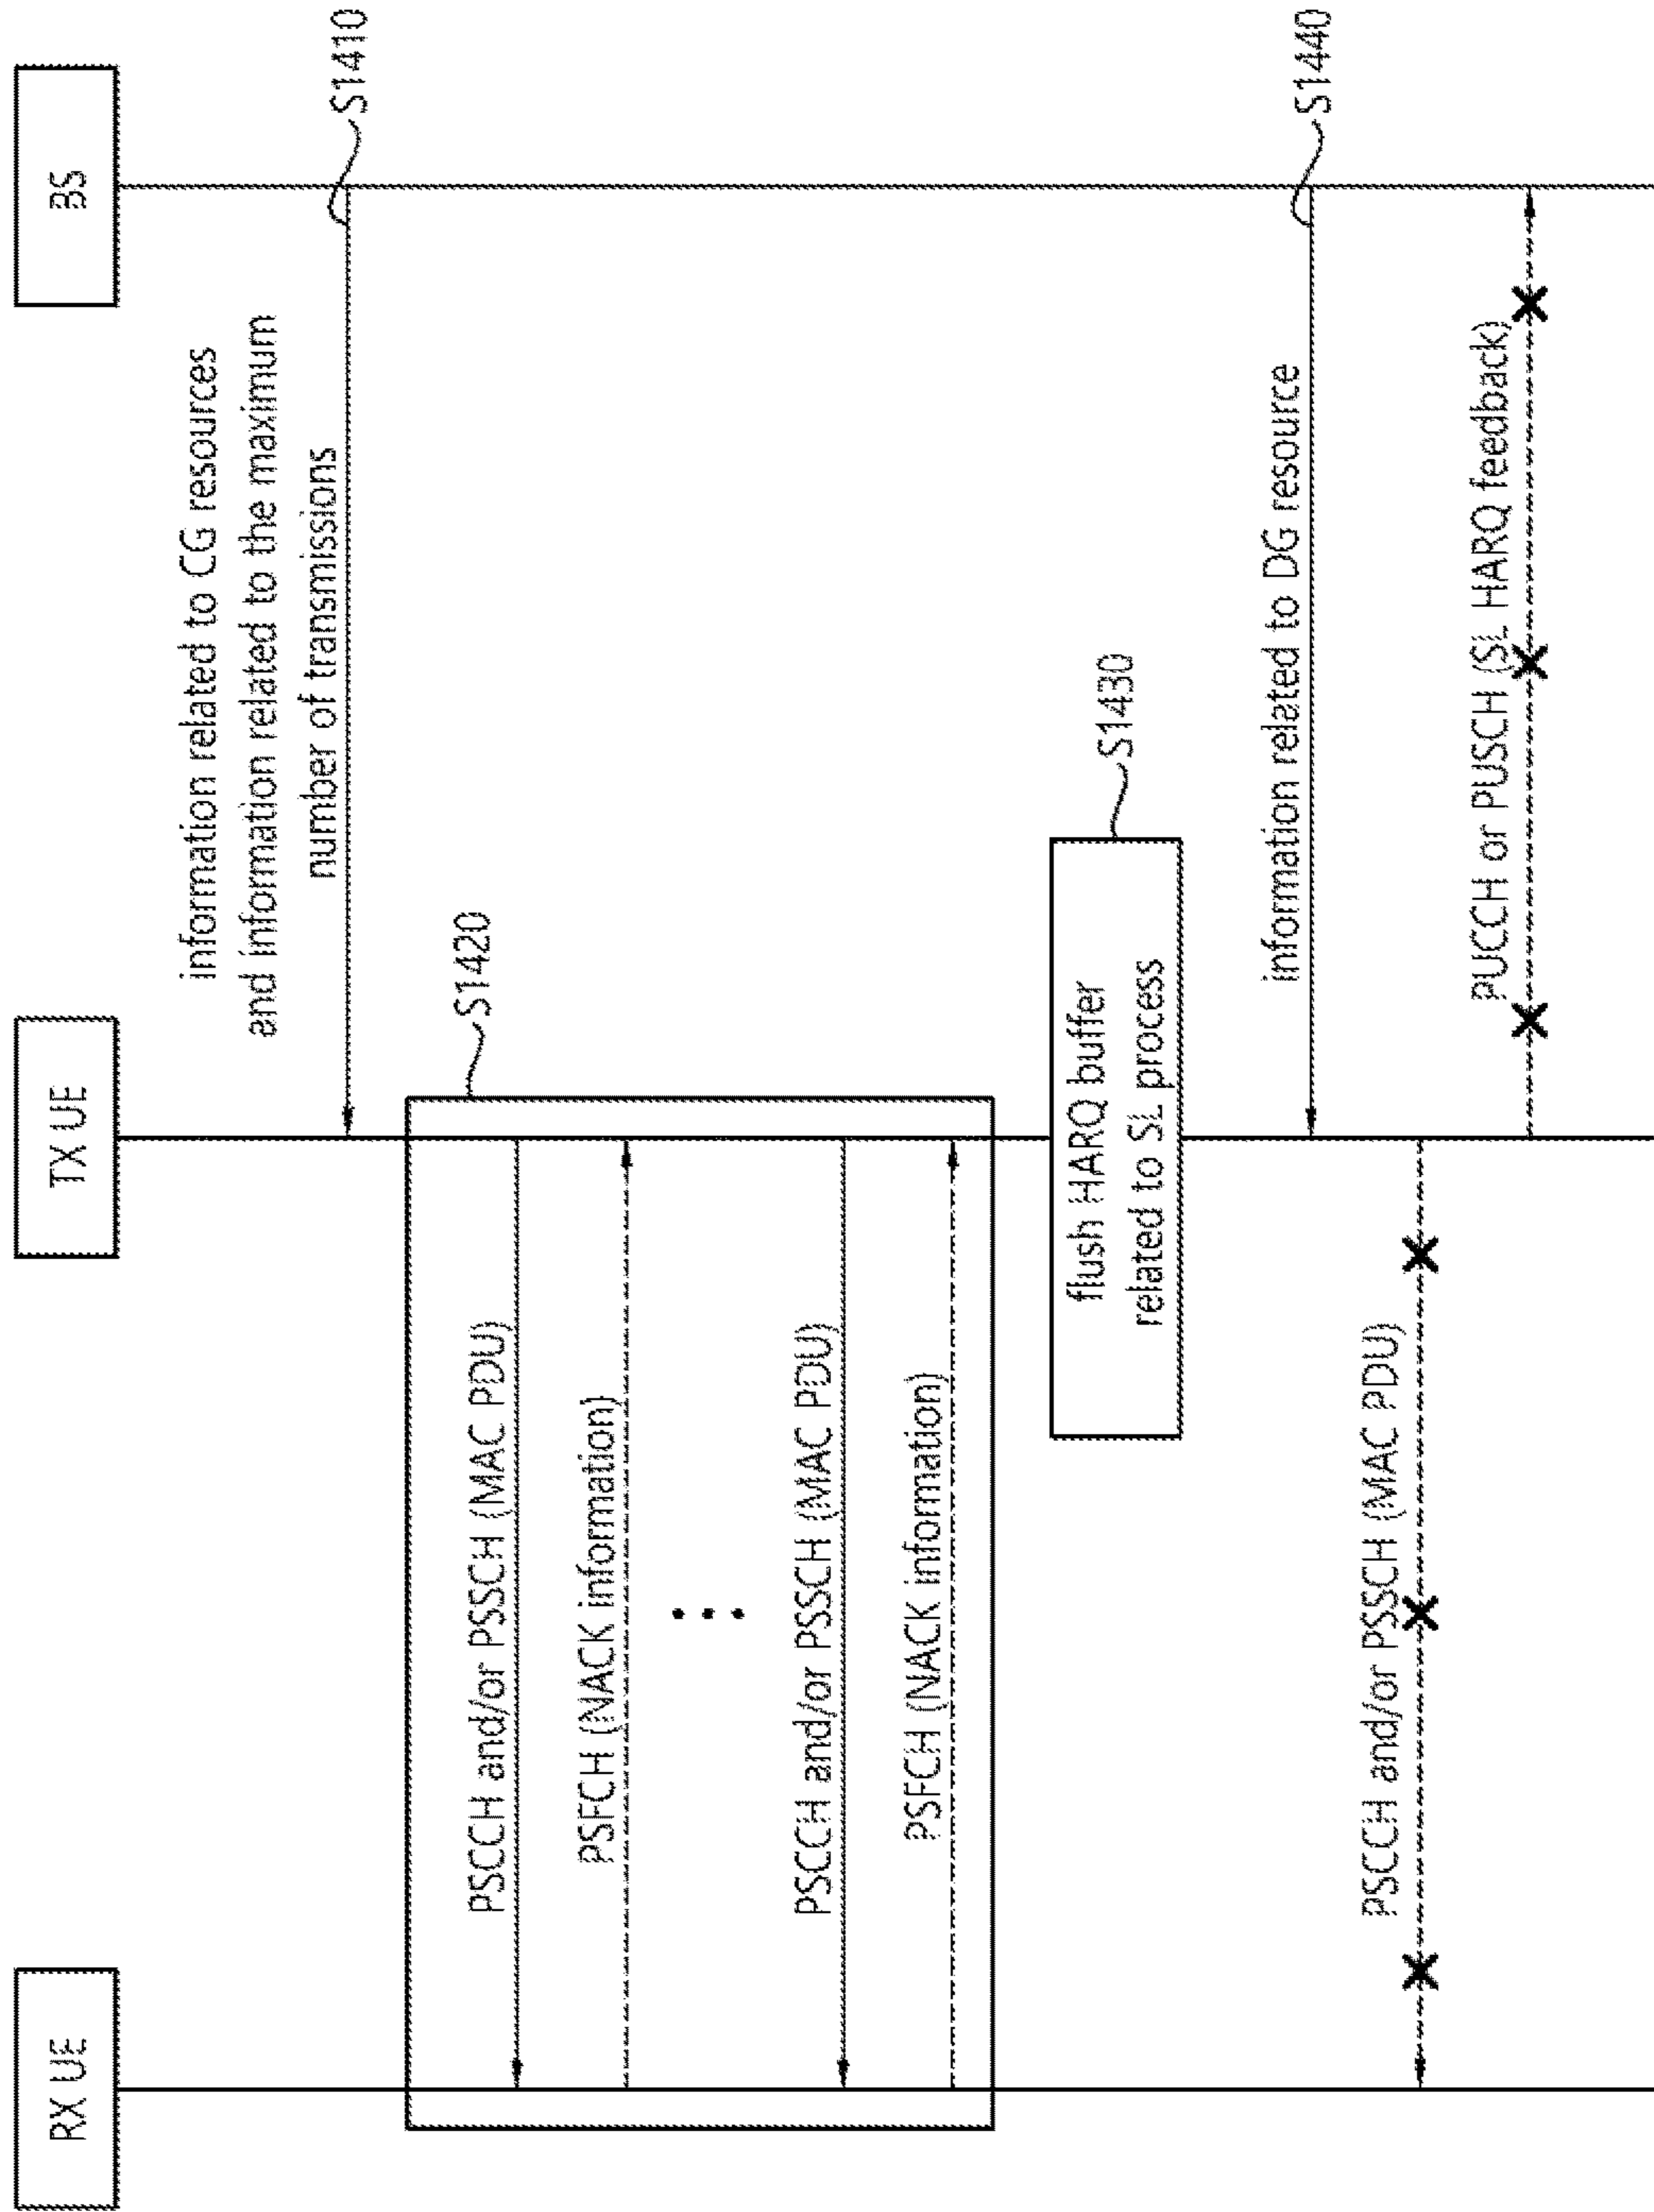 RX UE
TX UE
BS
information related to CG resources
and information related to the maximum
number of transmissions
S1410
S1420
PSCCH and/or PSSCH (MAC PDU)
PSFCH (NACK information)
PSCCH and/or PSSCH (MAC PDU)
PSFCH (NACK information)
flush HARQ buffer
related to SL process
S1430
information related to DG resource
S1440
PSCCH and/or PSSCH (MAC PDU)
PUCCH or PUSCH (SL HARQ feedback)